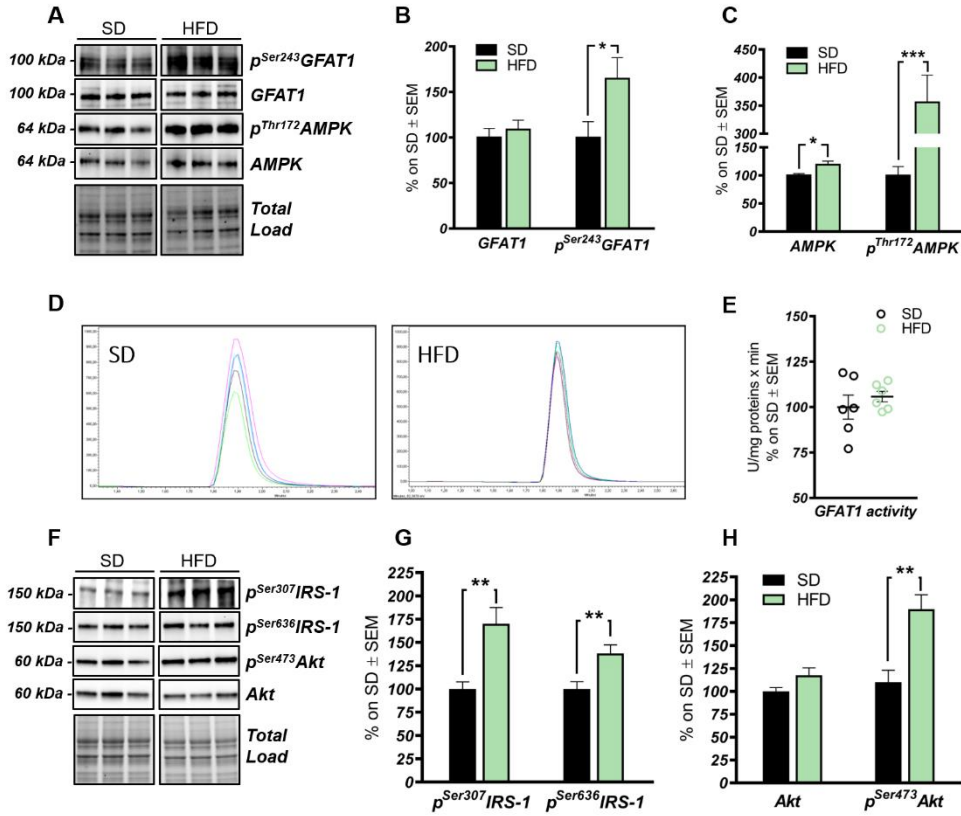 A
SD HFD
100 kDa - pSer243GFAT1
100 kDa - GFAT1
64 kDa - pThr172AMPK
64 kDa - AMPK
Total
Load
B
SD
HFD
% on SD ± SEM
200
150
100
50
0
*
GFAT1 pSer243GFAT1
C
SD
HFD
% on SD ± SEM
450
400
350
300
250
150
100
50
0
*
***
AMPK pThr172AMPK
D
SD
HFD
E
SD
HFD
U/mg proteins x min
% on SD ± SEM
150
125
100
75
50
GFAT1 activity
F
SD HFD
150 kDa - pSer307IRS-1
150 kDa - pSer636IRS-1
60 kDa - pSer473Akt
60 kDa - Akt
Total
Load
G
% on SD ± SEM
225
200
175
150
125
100
75
50
25
0
**
**
pSer307IRS-1 pSer636IRS-1
H
SD
HFD
% on SD ± SEM
225
200
175
150
125
100
75
50
25
0
**
Akt pSer473Akt